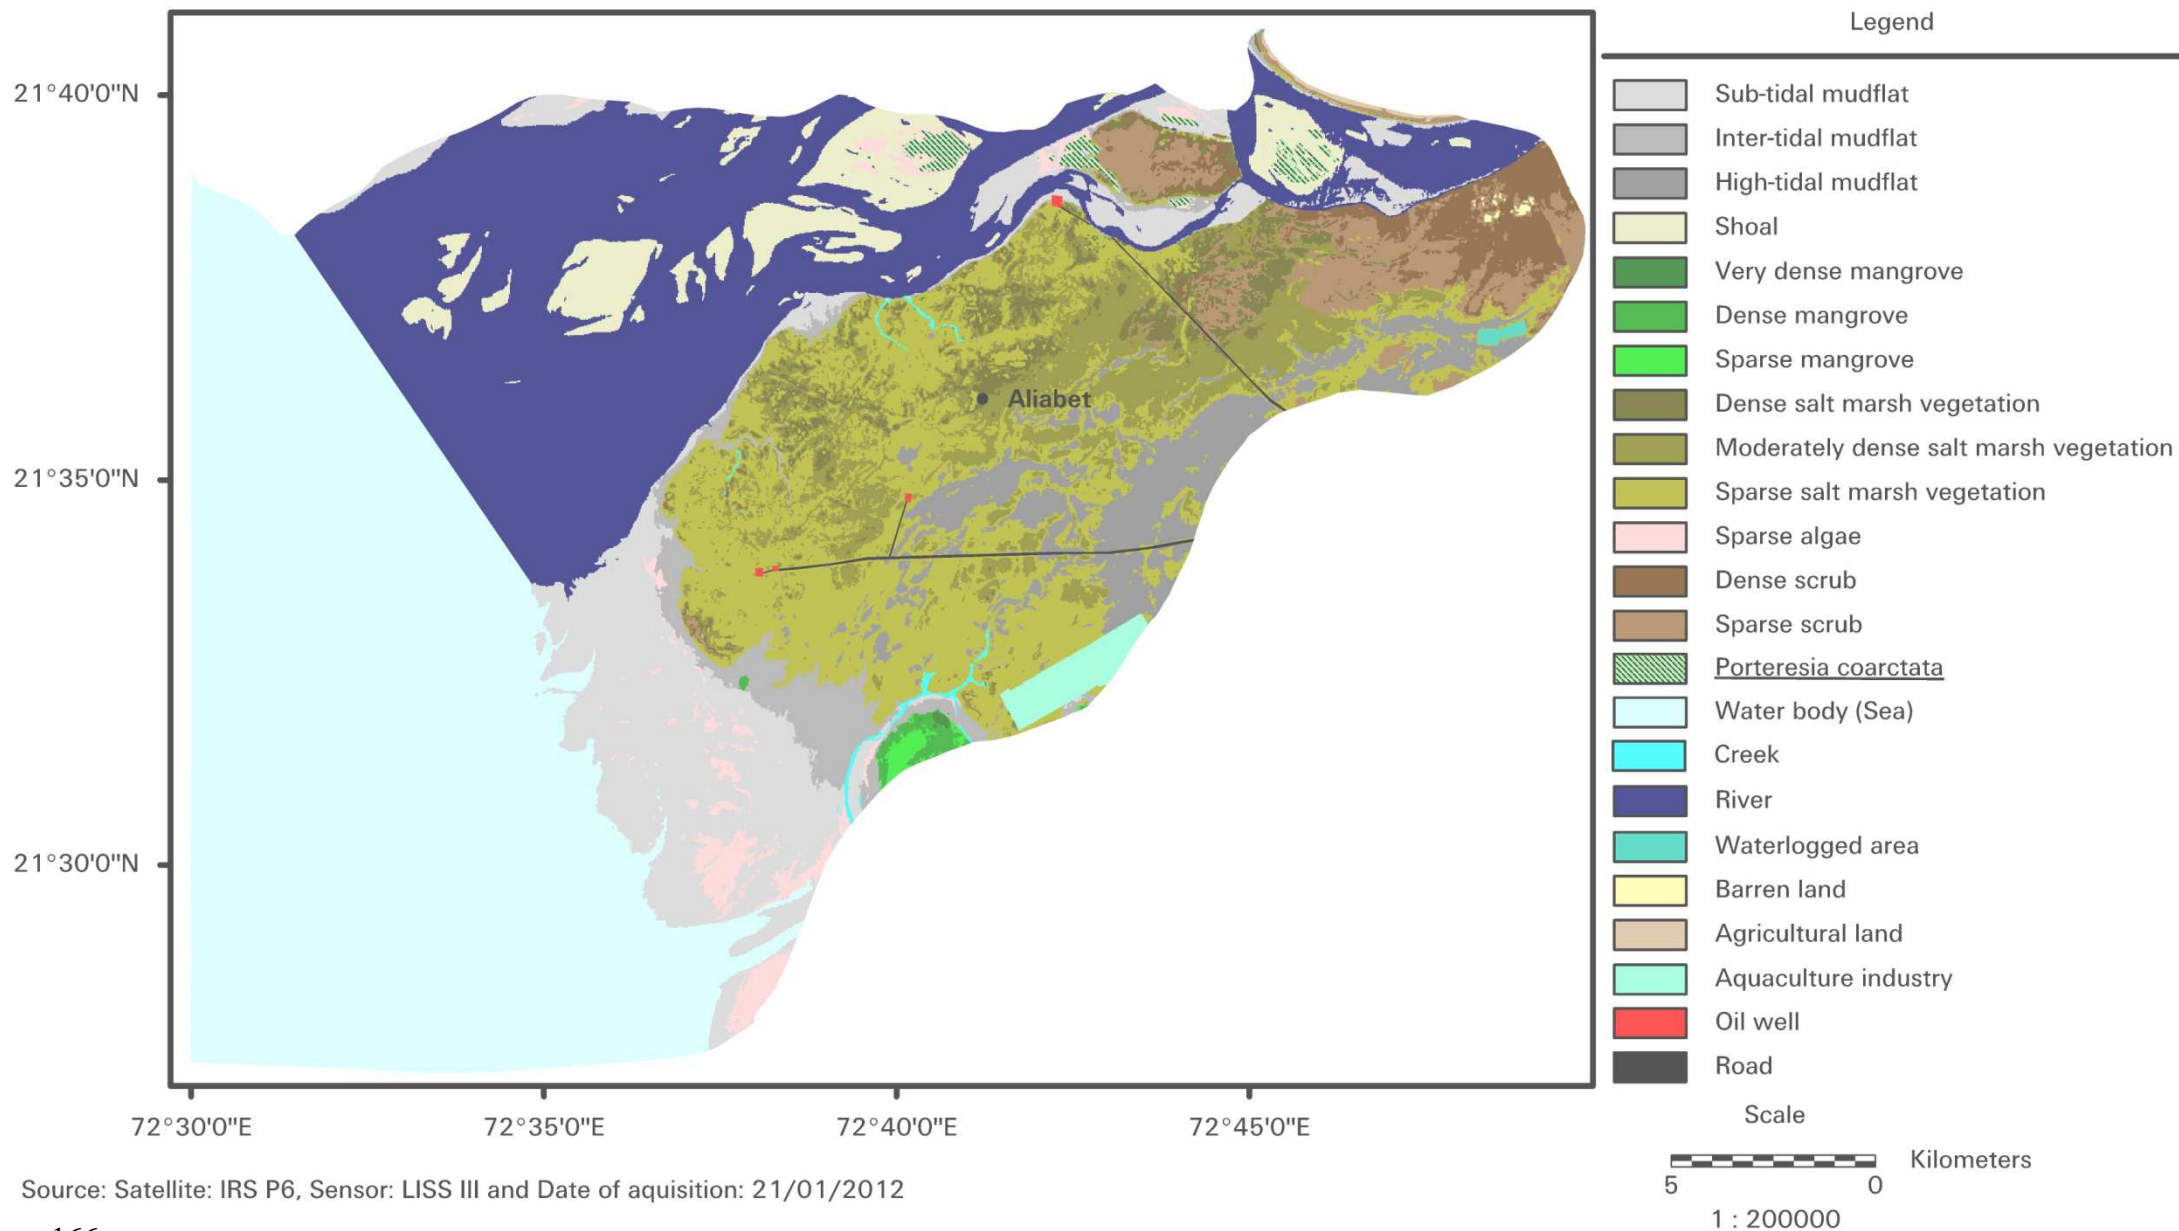 Legend
Sub-tidal mudflat
Inter-tidal mudflat
High-tidal mudflat
Shoal
Very dense mangrove
Dense mangrove
Sparse mangrove
Dense salt marsh vegetation
Moderately dense salt marsh vegetation
Sparse salt marsh vegetation
Sparse algae
Dense scrub
Sparse scrub
Porteresia coarctata
Water body (Sea)
Creek
River
Waterlogged area
Barren land
Agricultural land
Aquaculture industry
Oil well
Road
Scale
Kilometers
5 0
1 : 200000
21°40'0"N
21°35'0"N
21°30'0"N
Aliabet
72°30'0"E 72°35'0"E 72°40'0"E 72°45'0"E
Source: Satellite: IRS P6, Sensor: LISS III and Date of aquisition: 21/01/2012